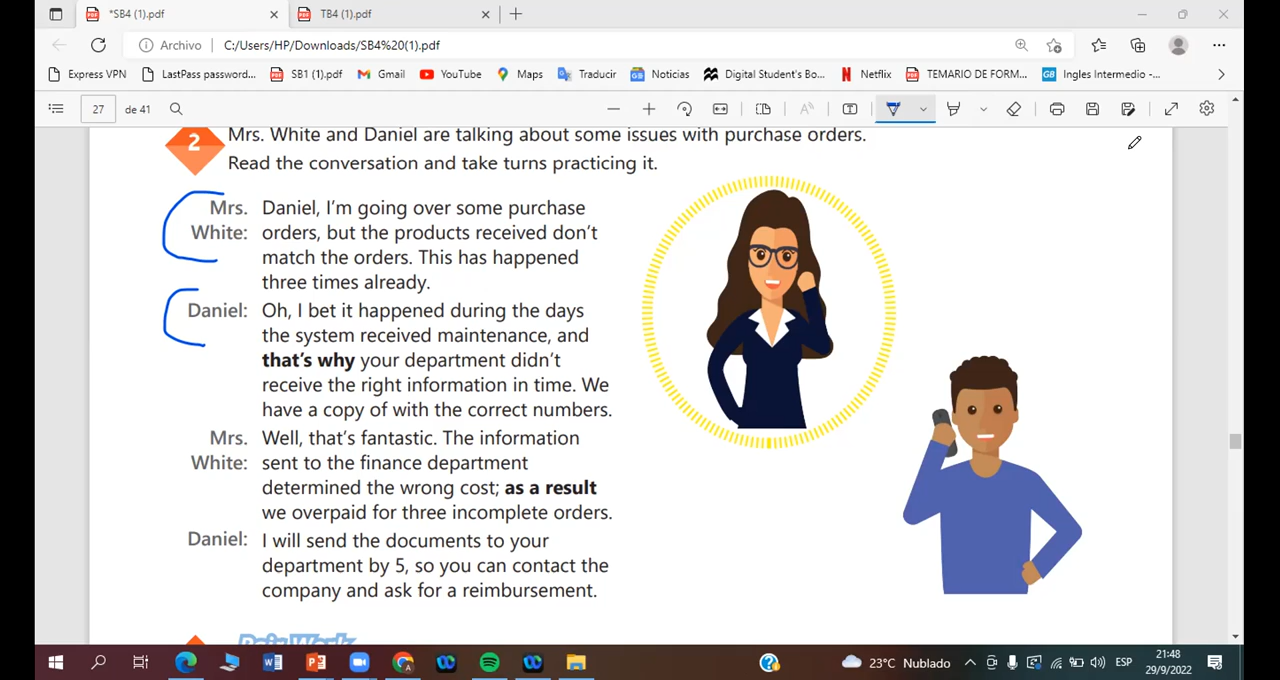 *SB4 (1).pdf
TB4 (1).pdf
Archivo
C:/Users/HP/Downloads/SB4%20(1).pdf
Express VPN
LastPass password...
SB1 (1).pdf
Gmail
YouTube
Maps
Traducir
Noticias
Digital Student's Bo...
Netflix
TEMARIO DE FORM...
Ingles Intermedio -...
27 de 41
2
Mrs. White and Daniel are talking about some issues with purchase orders.
Read the conversation and take turns practicing it.
Mrs. Daniel, I'm going over some purchase
White: orders, but the products received don't
match the orders. This has happened
three times already.
Daniel: Oh, I bet it happened during the days
the system received maintenance, and
that's why your department didn't
receive the right information in time. We
have a copy of with the correct numbers.
Mrs. Well, that's fantastic. The information
White: sent to the finance department
determined the wrong cost; as a result
we overpaid for three incomplete orders.
Daniel: I will send the documents to your
department by 5, so you can contact the
company and ask for a reimbursement.
Pair Work
23°C Nublado
ESP
21:48
29/9/2022